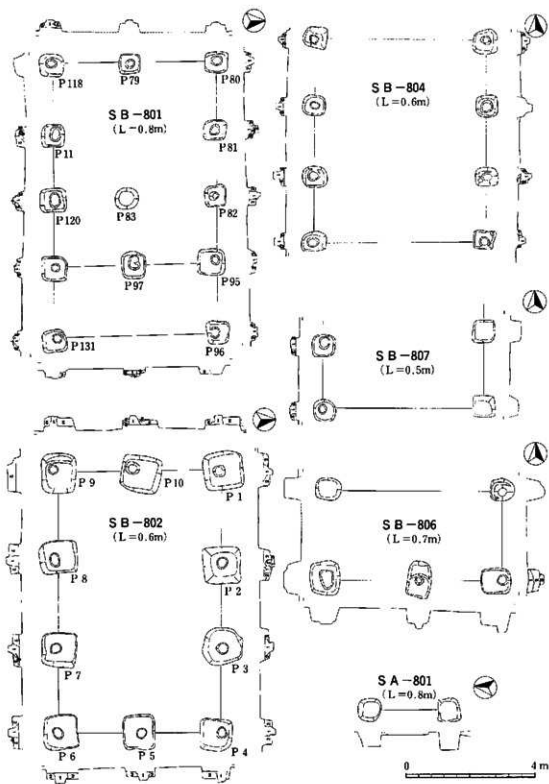 P118
P79
P80
SB-801
(L=0.8m)
P11
P81
P120
P83
P82
P97
P95
P131
P96
SB-804
(L=0.6m)
SB-807
(L=0.5m)
P9
P10
P1
SB-802
(L=0.6m)
P8
P2
P7
P3
P6
P5
P4
SB-806
(L=0.7m)
SA-801
(L=0.8m)
0 4m